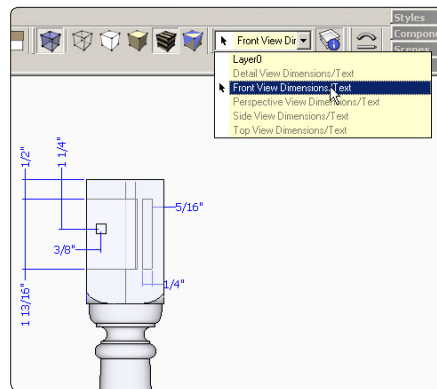 Styles
Front View Dir
Compone
Scenes
Layer0
Detail View Dimensions/Text
Front View Dimensions/Text
Perspective View Dimensions/Text
Side View Dimensions/Text
Top View Dimensions/Text
1/2"
1 1/4"
5/16"
3/8"
1/4"
1 13/16"